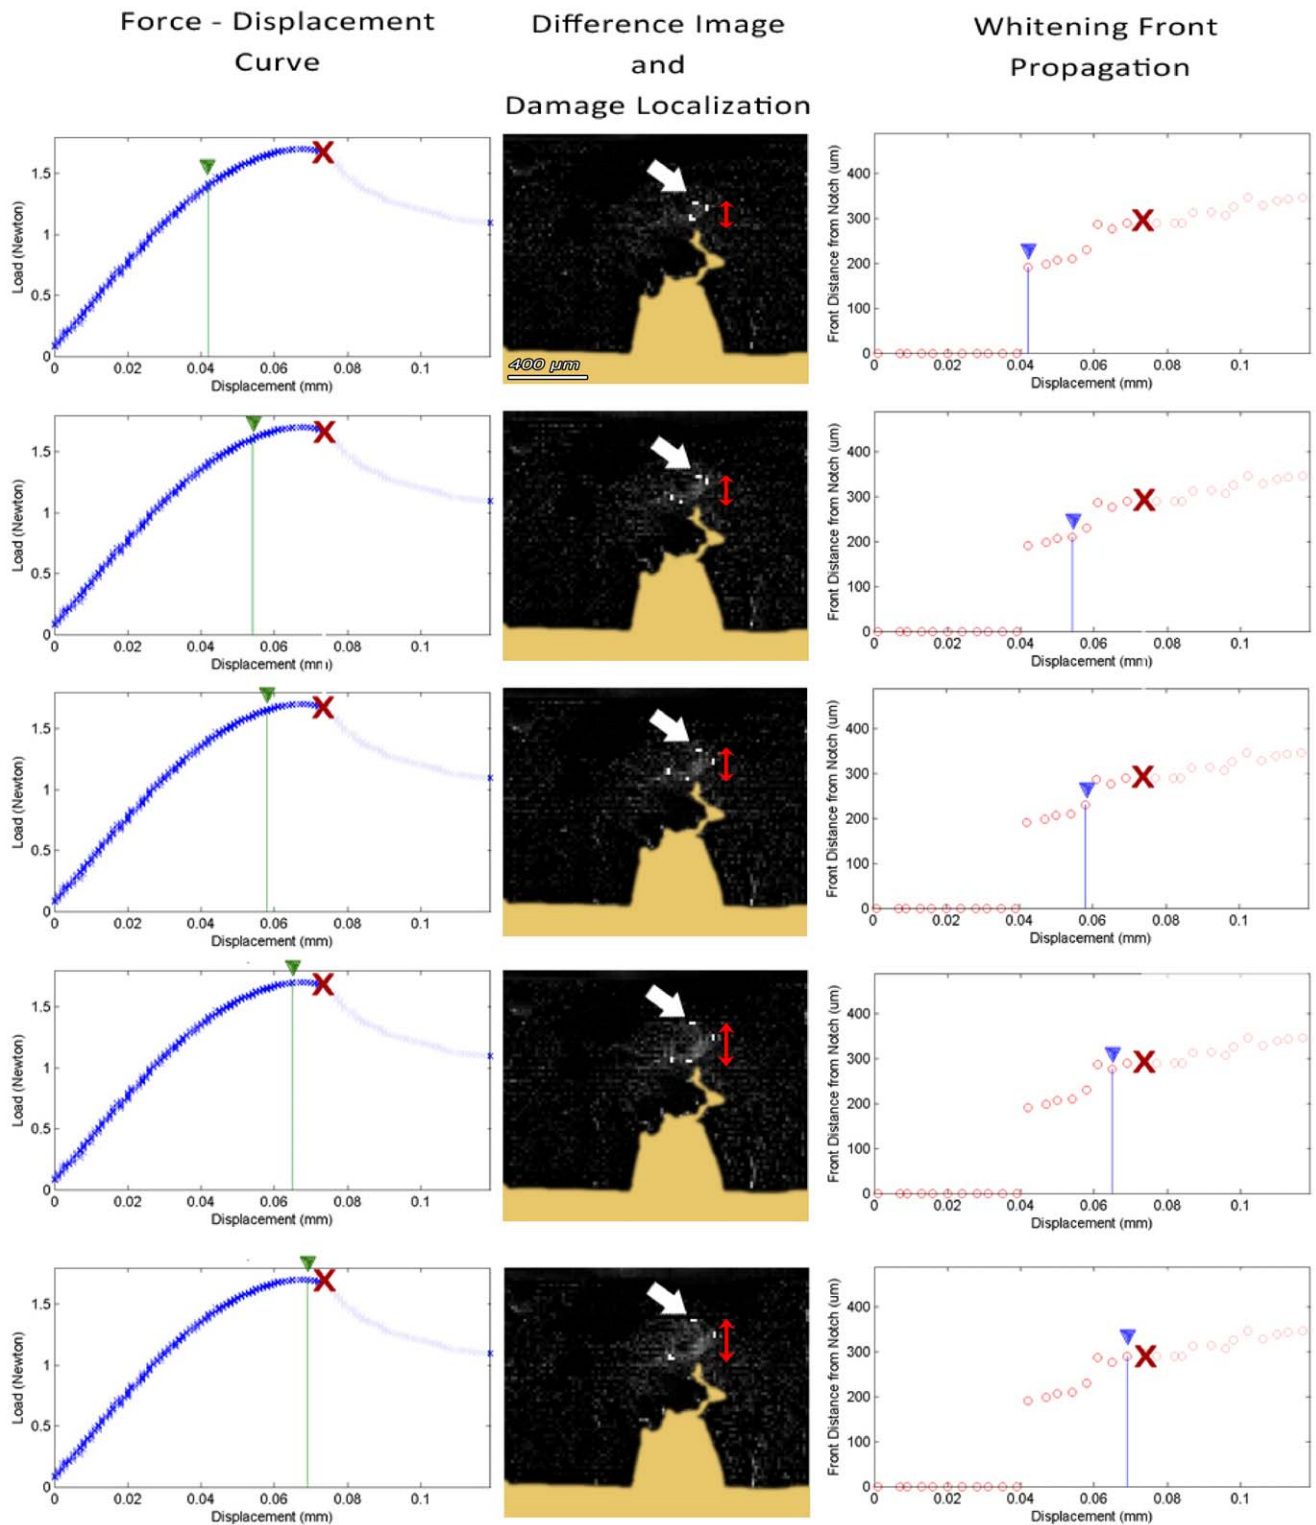 Force - Displacement
Curve
Difference Image
and
Damage Localization
Whitening Front
Propagation
Load (Newton)
1.5
1
0.5
0
0 0.02 0.04 0.06 0.08 0.1
Displacement (mm)
400 µm
Front Distance from Notch (um)
400
300
200
100
0
0 0.02 0.04 0.06 0.08 0.1
Displacement (mm)
Load (Newton)
1.5
1
0.5
0
0 0.02 0.04 0.06 0.08 0.1
Displacement (mm)
Front Distance from Notch (um)
400
300
200
100
0
0 0.02 0.04 0.06 0.08 0.1
Displacement (mm)
Load (Newton)
1.5
1
0.5
0
0 0.02 0.04 0.06 0.08 0.1
Displacement (mm)
Front Distance from Notch (um)
400
300
200
100
0
0 0.02 0.04 0.06 0.08 0.1
Displacement (mm)
Load (Newton)
1.5
1
0.5
0
0 0.02 0.04 0.06 0.08 0.1
Displacement (mm)
Front Distance from Notch (um)
400
300
200
100
0
0 0.02 0.04 0.06 0.08 0.1
Displacement (mm)
Load (Newton)
1.5
1
0.5
0
0 0.02 0.04 0.06 0.08 0.1
Displacement (mm)
Front Distance from Notch (um)
400
300
200
100
0
0 0.02 0.04 0.06 0.08 0.1
Displacement (mm)